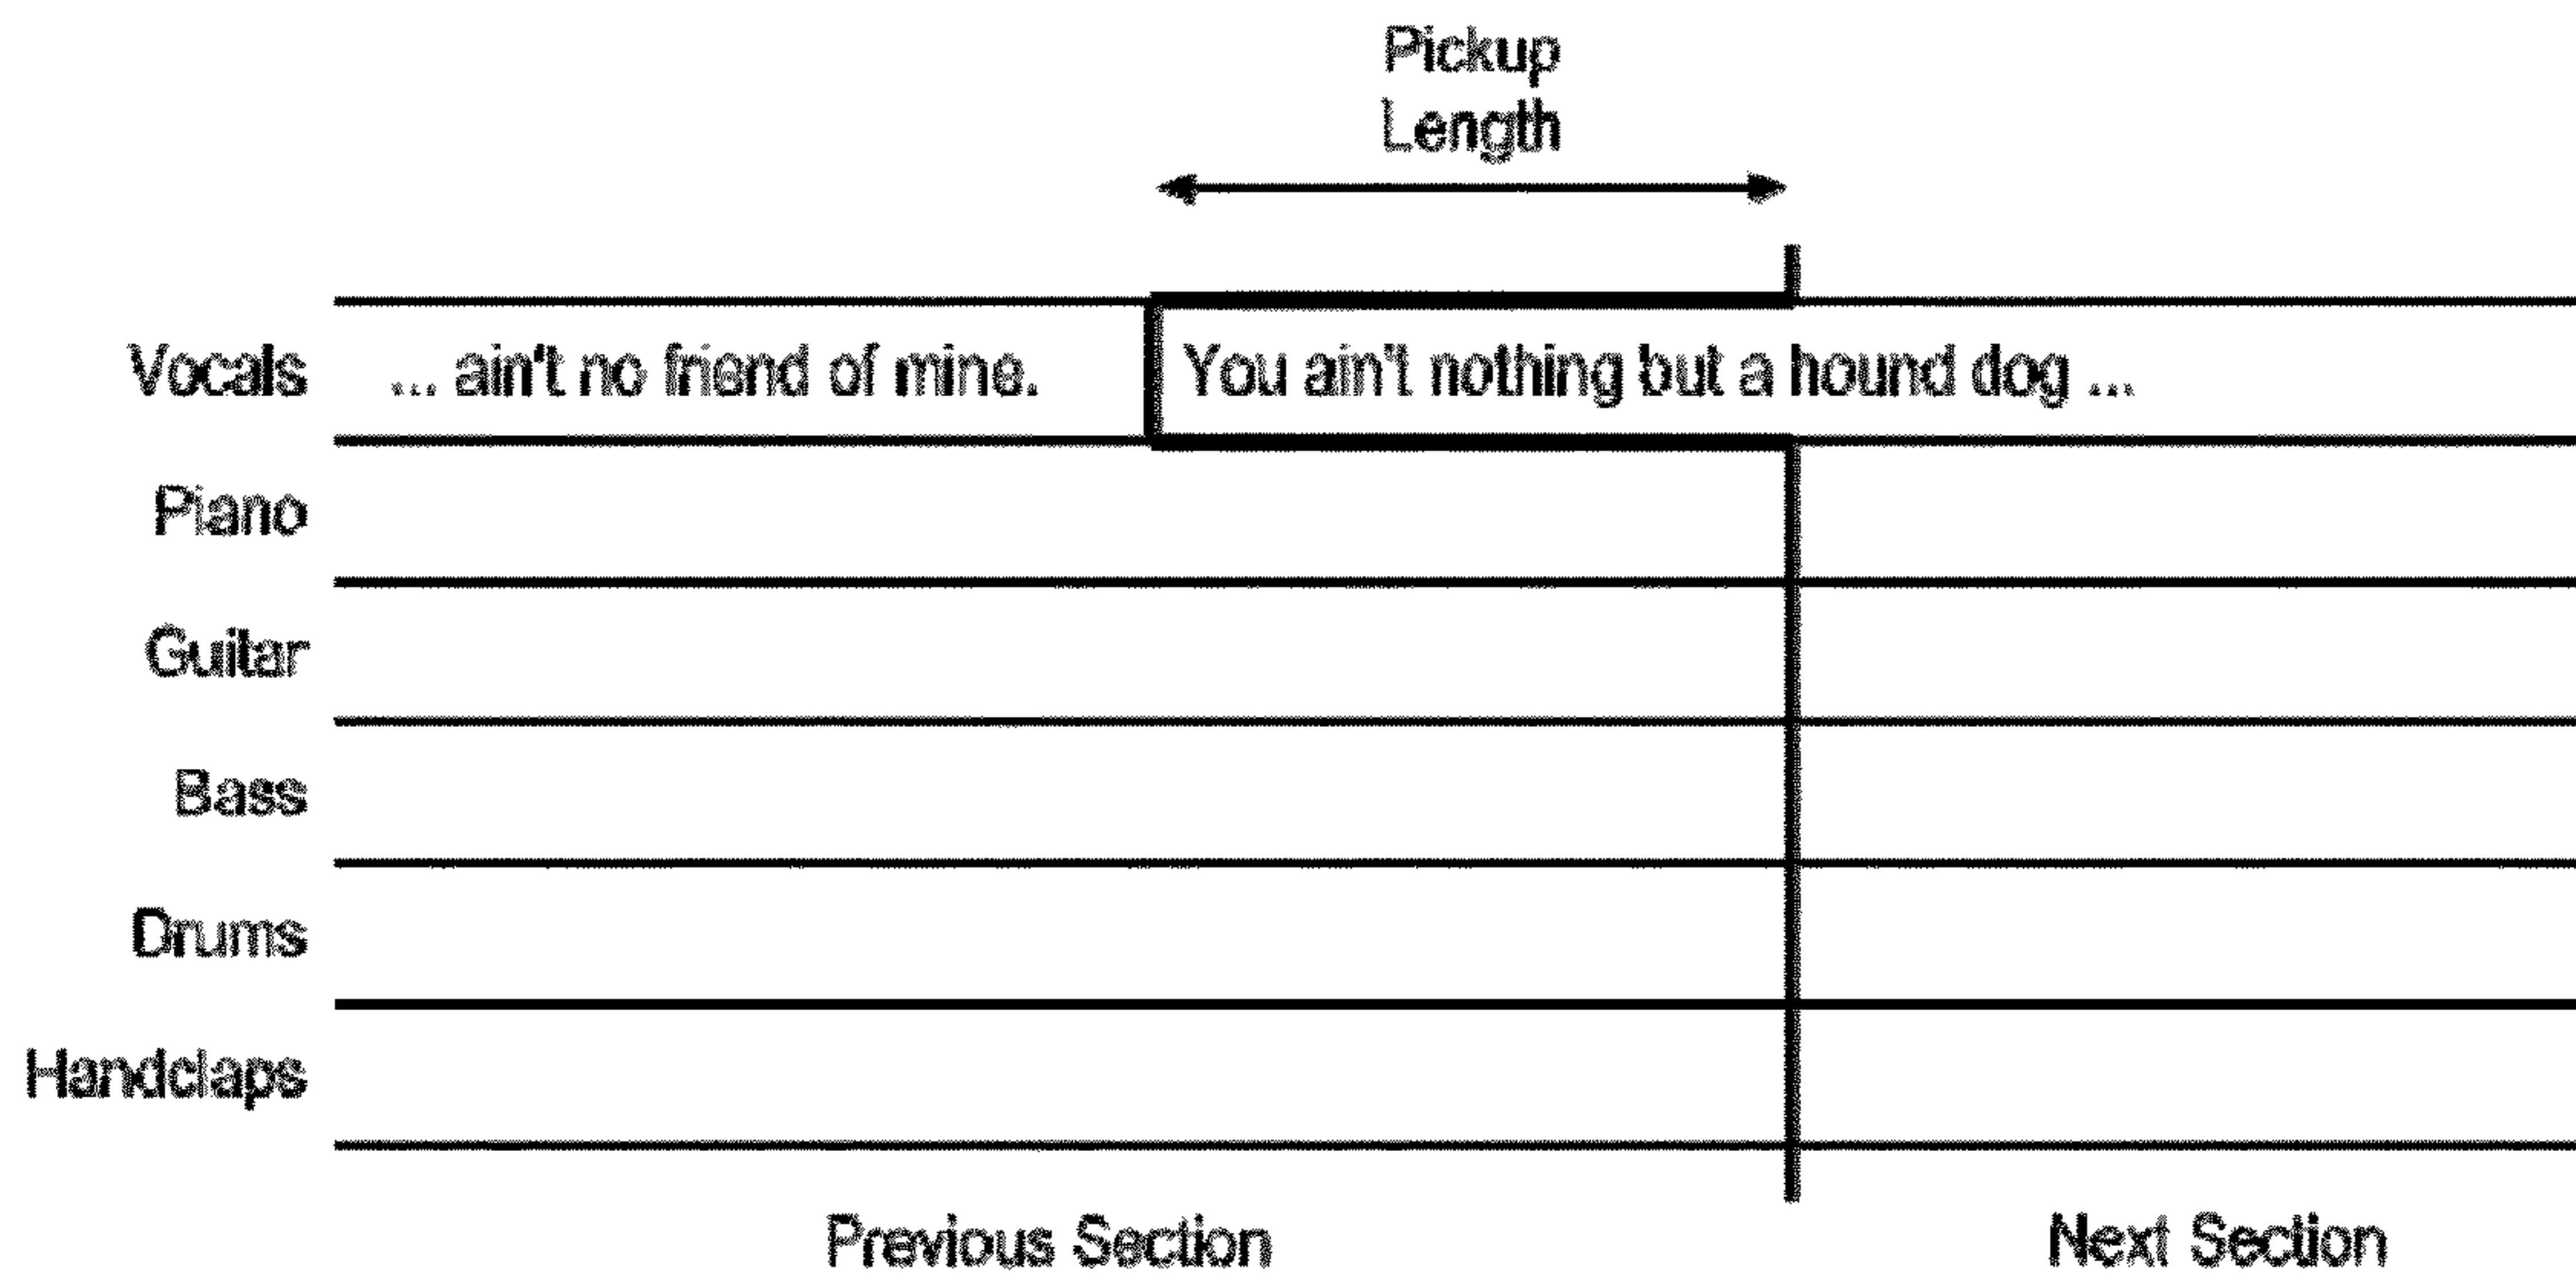 Pickup
Length
Vocals ... ain't no friend of mine. You ain't nothing but a hound dog ...
Piano
Guitar
Bass
Drums
Handclaps
Previous Section Next Section